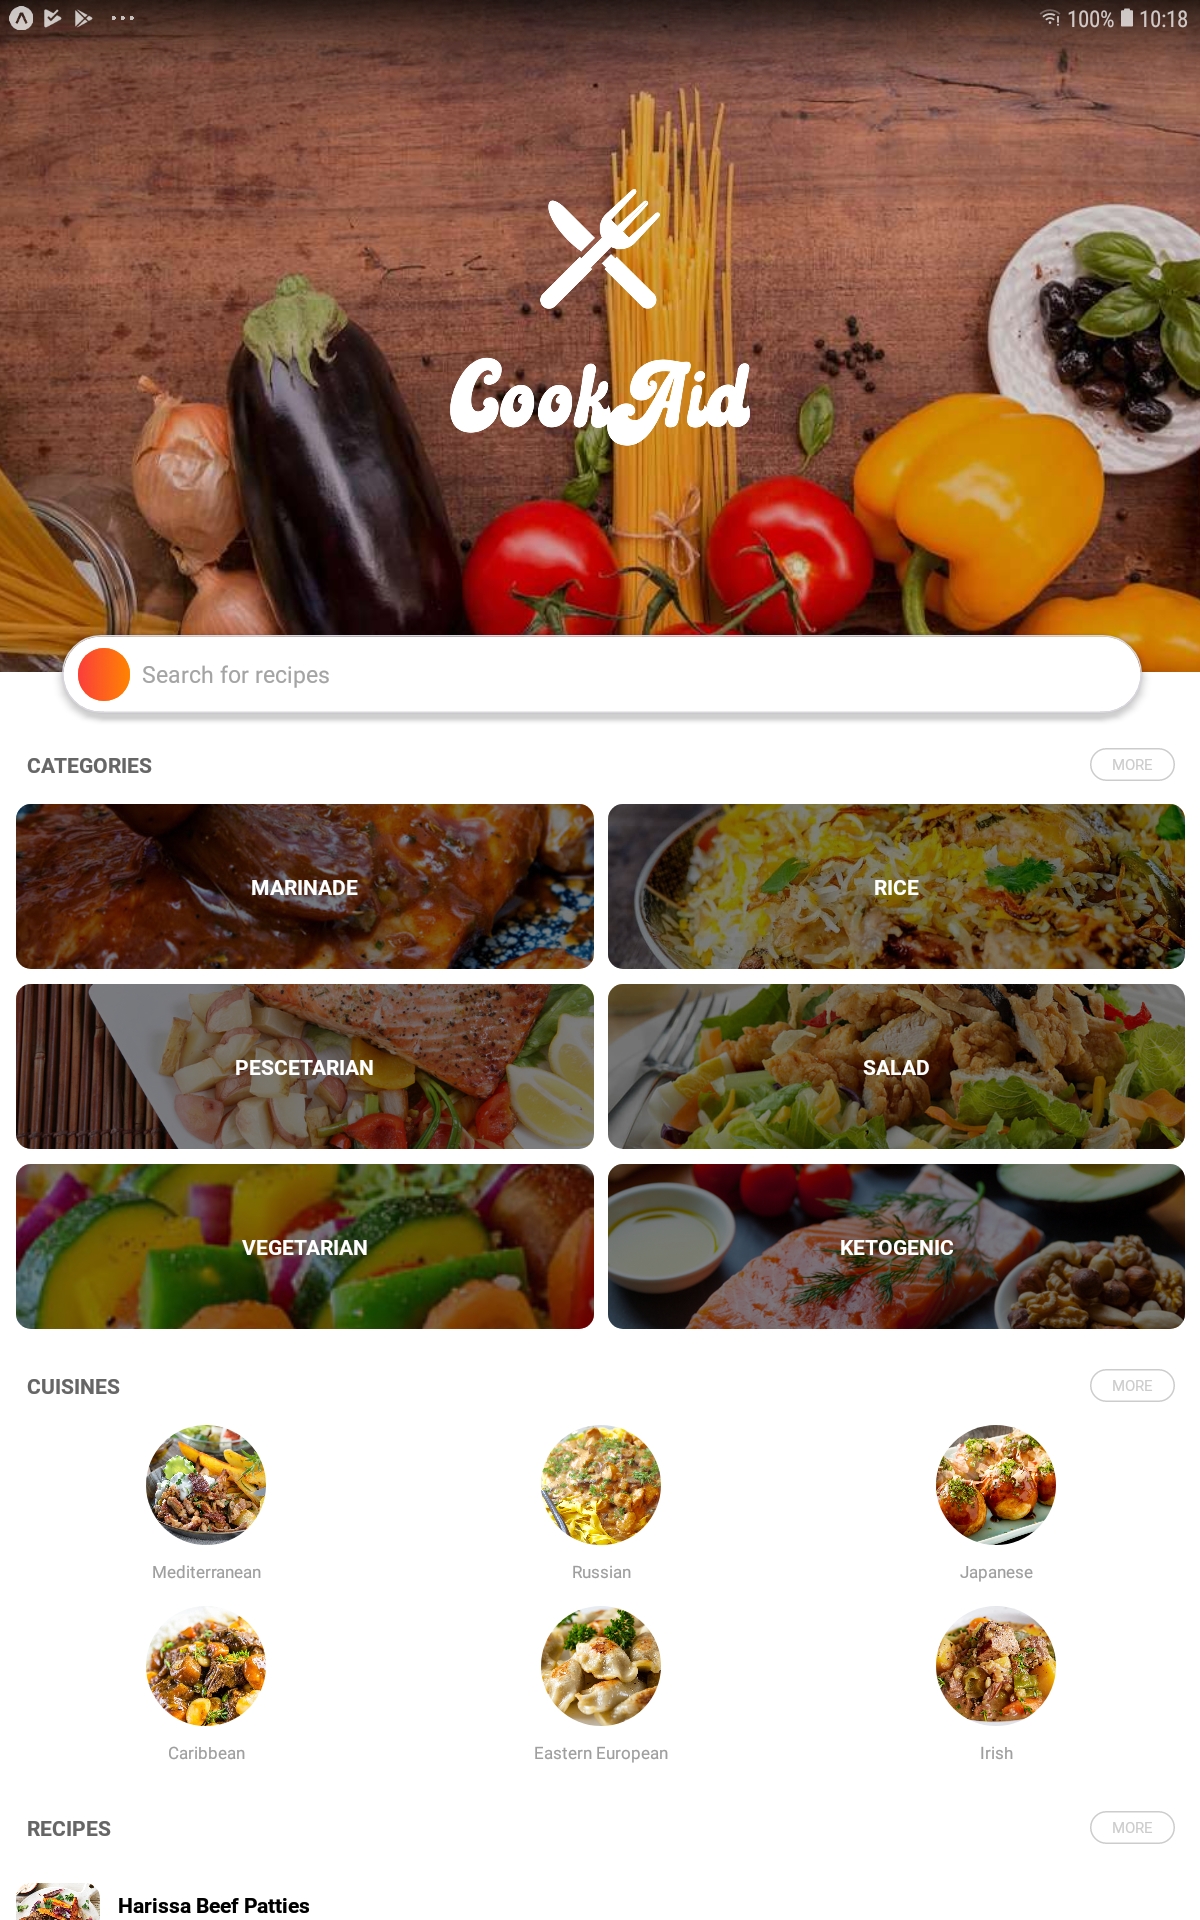 100% 10:18
CookAid
Search for recipes
CATEGORIES
MORE
MARINADE
RICE
PESCETARIAN
SALAD
VEGETARIAN
KETOGENIC
CUISINES
MORE
Mediterranean
Russian
Japanese
Caribbean
Eastern European
Irish
RECIPES
MORE
Harissa Beef Patties